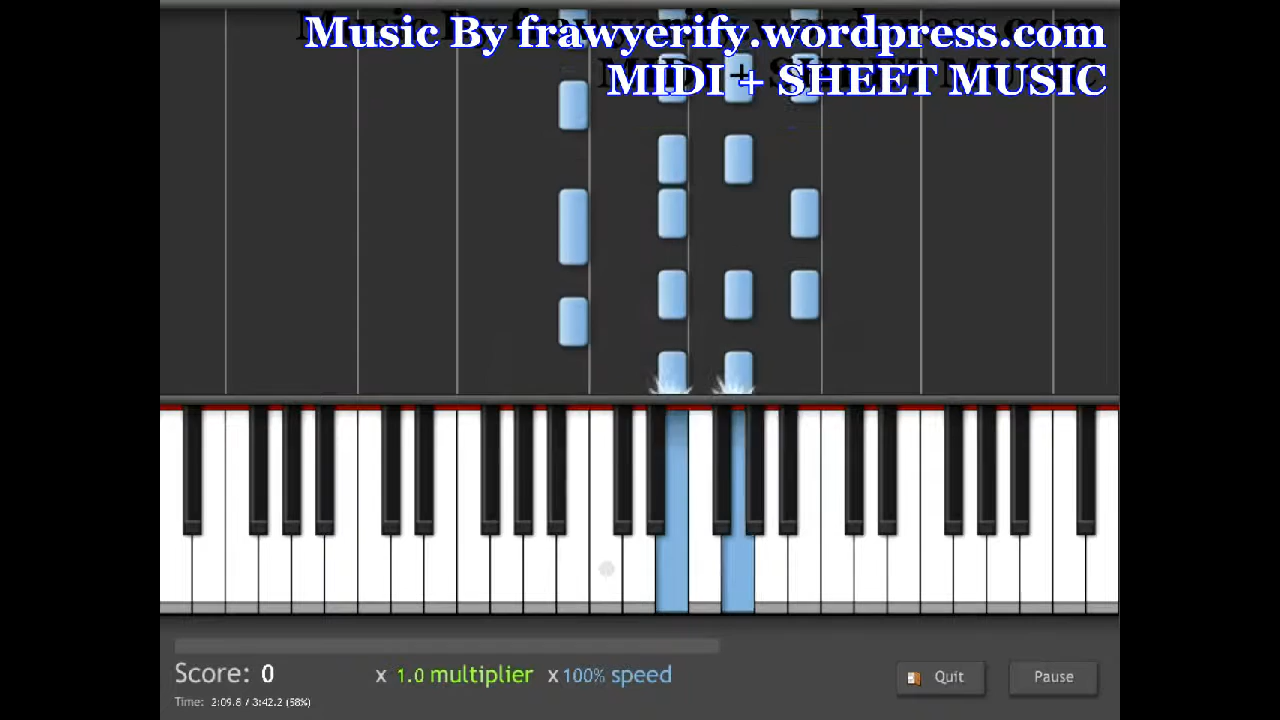 Music By frawyerify.wordpress.com
MIDI + SHEET MUSIC
Score: 0 x 1.0 multiplier x 100% speed Quit Pause
Time: 2:09.8 / 3:42.2 (58%)